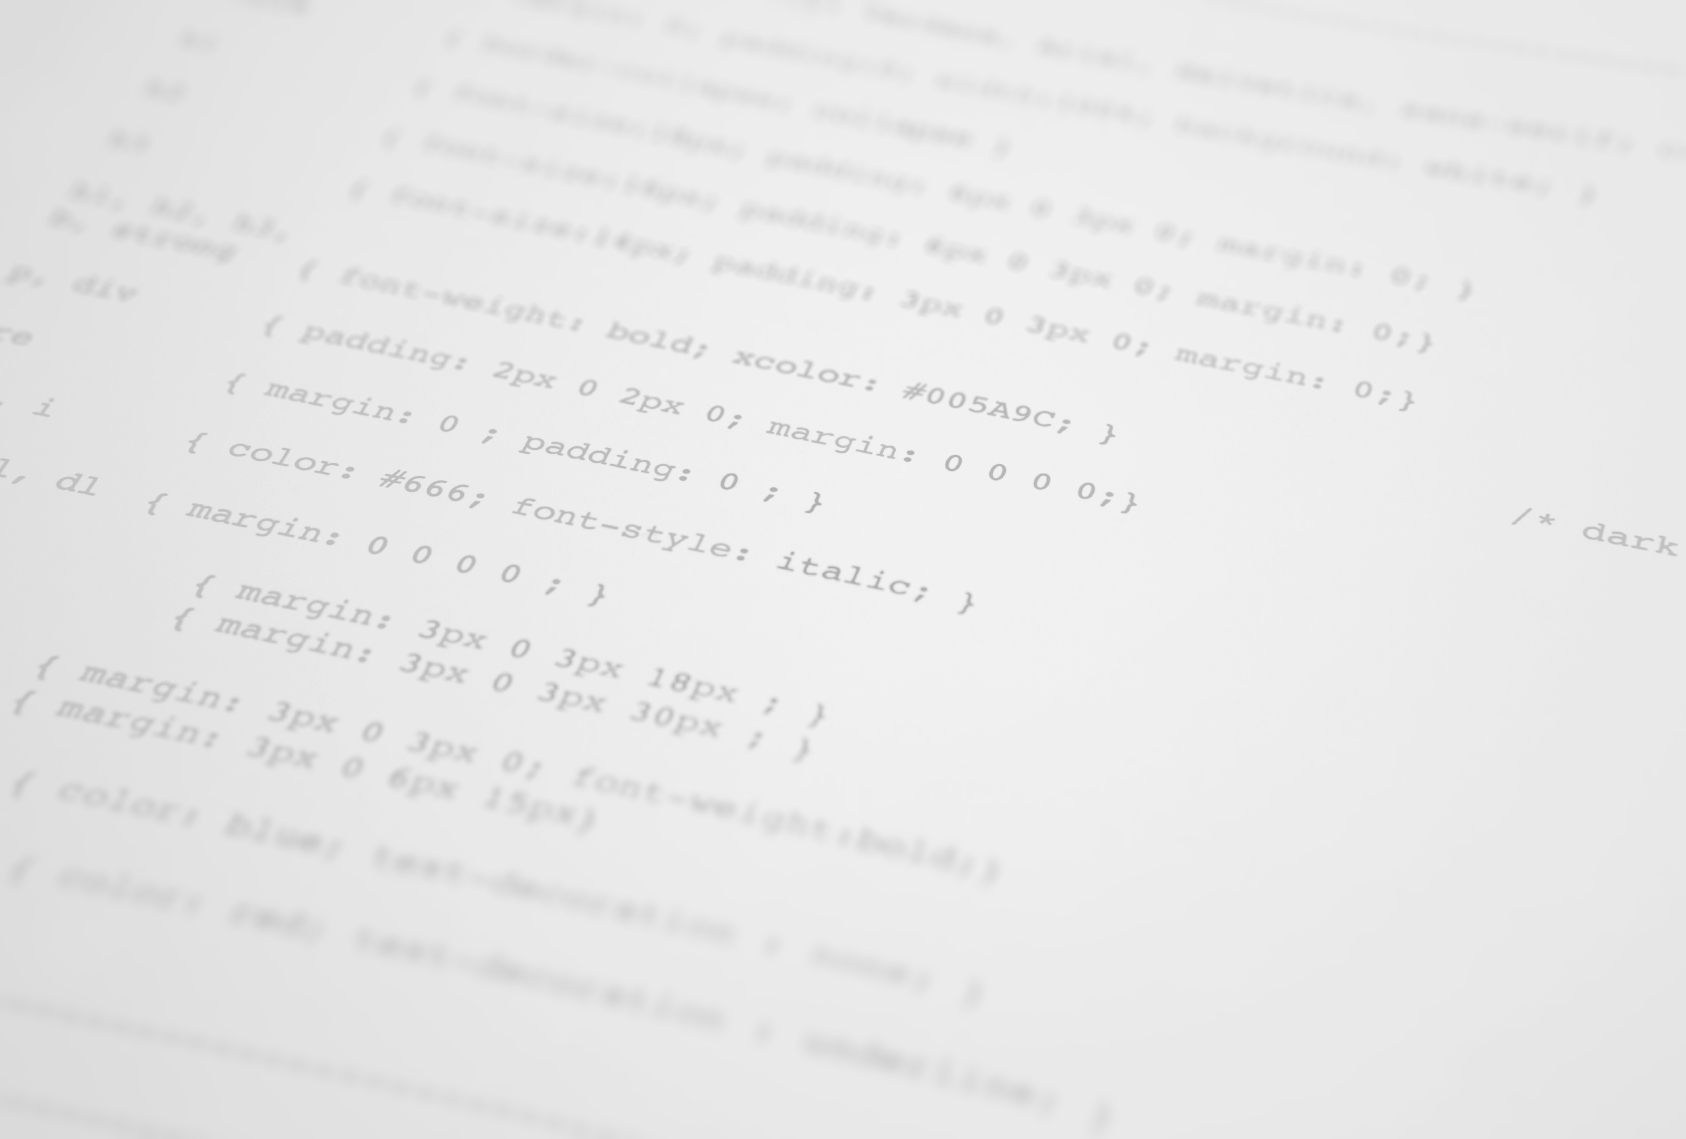 { border-collapse: collapse }
h1 { font-size:18px; padding: 6px 0 3px 0; margin: 0; }
h2 { font-size:16px; padding: 4px 0 3px 0; margin: 0;}
h3 { font-size:14px; padding: 3px 0 3px 0; margin: 0;}
h1, h2, h3,
B, strong { font-weight: bold; xcolor: #005A9C; }
p, div { padding: 2px 0 2px 0; margin: 0 0 0 0;}
re { margin: 0 ; padding: 0 ; }
, i { color: #666; font-style: italic; } /* dark
l, dl { margin: 0 0 0 0 ; }
{ margin: 3px 0 3px 18px ; }
{ margin: 3px 0 3px 30px ; }
{ margin: 3px 0 3px 0; font-weight:bold;}
{ margin: 3px 0 6px 15px}
{ color: blue; text-decoration : none; }
{ color: red; text-decoration : underline; }